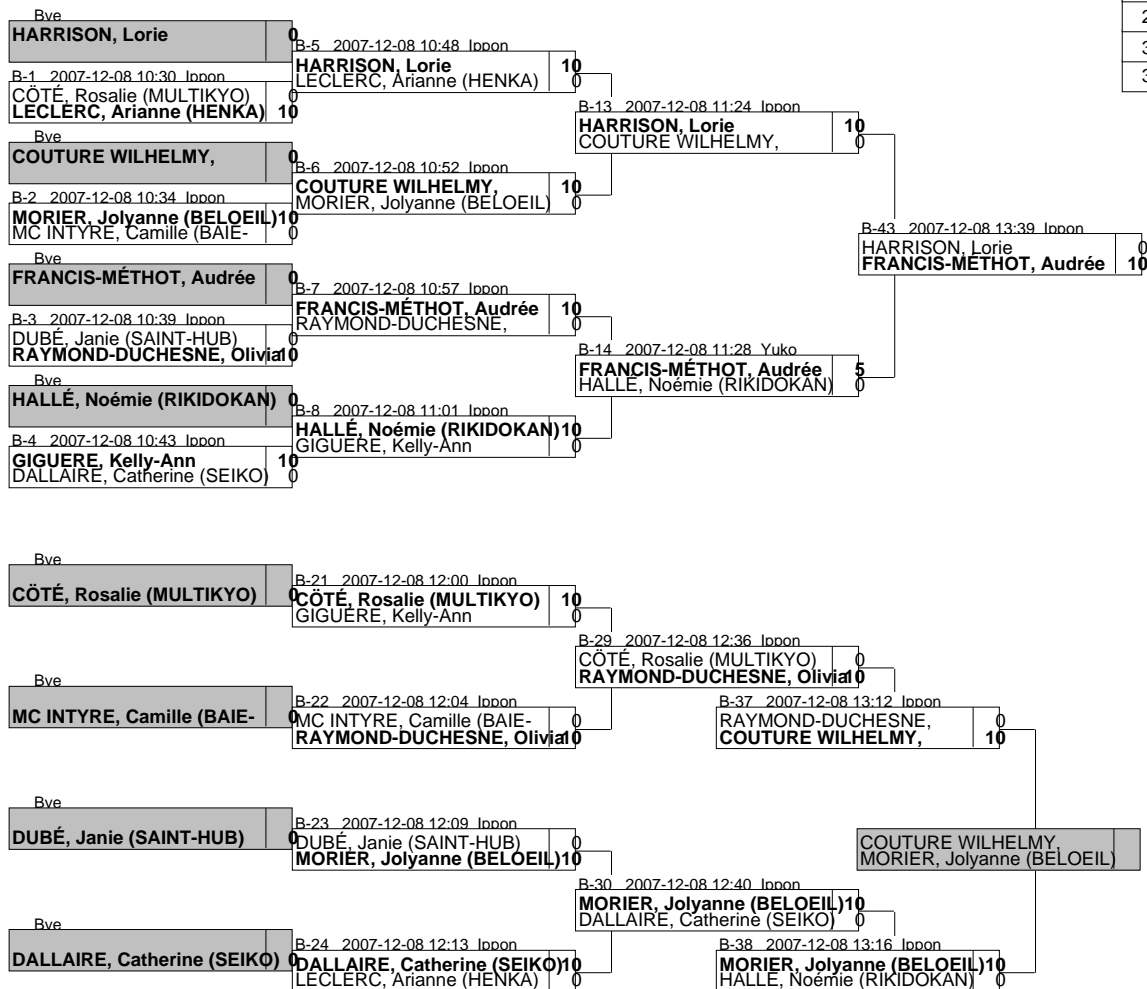 Bye
HARRISON, Lorie 0
B-1 2007-12-08 10:30 Ippon
CÖTÉ, Rosalie (MULTIKYO) 0
LECLERC, Arianne (HENKA) 10
Bye
COUTURE WILHELMY, 0
B-2 2007-12-08 10:34 Ippon
MORIER, Jolyanne (BELOEIL) 10
MC INTYRE, Camille (BAIE- 0
Bye
FRANCIS-MÉTHOT, Audrée 0
B-3 2007-12-08 10:39 Ippon
DUBÉ, Janie (SAINT-HUB) 0
RAYMOND-DUCHESNE, Olivia 10
Bye
HALLÉ, Noémie (RIKIDOKAN) 0
B-4 2007-12-08 10:43 Ippon
GIGUERE, Kelly-Ann 10
DALLAIRE, Catherine (SEIKO) 0
B-5 2007-12-08 10:48 Ippon
HARRISON, Lorie 10
LECLERC, Arianne (HENKA) 0
B-6 2007-12-08 10:52 Ippon
COUTURE WILHELMY, 10
MORIER, Jolyanne (BELOEIL) 0
B-7 2007-12-08 10:57 Ippon
FRANCIS-MÉTHOT, Audrée 10
RAYMOND-DUCHESNE, 0
B-8 2007-12-08 11:01 Ippon
HALLÉ, Noémie (RIKIDOKAN) 10
GIGUERE, Kelly-Ann 0
B-13 2007-12-08 11:24 Ippon
HARRISON, Lorie 10
COUTURE WILHELMY, 0
B-14 2007-12-08 11:28 Yuko
FRANCIS-MÉTHOT, Audrée 5
HALLÉ, Noémie (RIKIDOKAN) 0
B-43 2007-12-08 13:39 Ippon
HARRISON, Lorie 0
FRANCIS-MÉTHOT, Audrée 10
2
3
3
Bye
CÖTÉ, Rosalie (MULTIKYO) 0
Bye
MC INTYRE, Camille (BAIE- 0
Bye
DUBÉ, Janie (SAINT-HUB) 0
Bye
DALLAIRE, Catherine (SEIKO) 0
B-21 2007-12-08 12:00 Ippon
CÖTÉ, Rosalie (MULTIKYO) 10
GIGUERE, Kelly-Ann 0
B-22 2007-12-08 12:04 Ippon
MC INTYRE, Camille (BAIE- 0
RAYMOND-DUCHESNE, Olivia 10
B-23 2007-12-08 12:09 Ippon
DUBÉ, Janie (SAINT-HUB) 0
MORIER, Jolyanne (BELOEIL) 10
B-24 2007-12-08 12:13 Ippon
DALLAIRE, Catherine (SEIKO) 10
LECLERC, Arianne (HENKA) 0
B-29 2007-12-08 12:36 Ippon
CÖTÉ, Rosalie (MULTIKYO) 0
RAYMOND-DUCHESNE, Olivia 10
B-30 2007-12-08 12:40 Ippon
MORIER, Jolyanne (BELOEIL) 10
DALLAIRE, Catherine (SEIKO) 0
B-37 2007-12-08 13:12 Ippon
RAYMOND-DUCHESNE, 0
COUTURE WILHELMY, 10
B-38 2007-12-08 13:16 Ippon
MORIER, Jolyanne (BELOEIL) 10
HALLÉ, Noémie (RIKIDOKAN) 0
COUTURE WILHELMY,
MORIER, Jolyanne (BELOEIL)